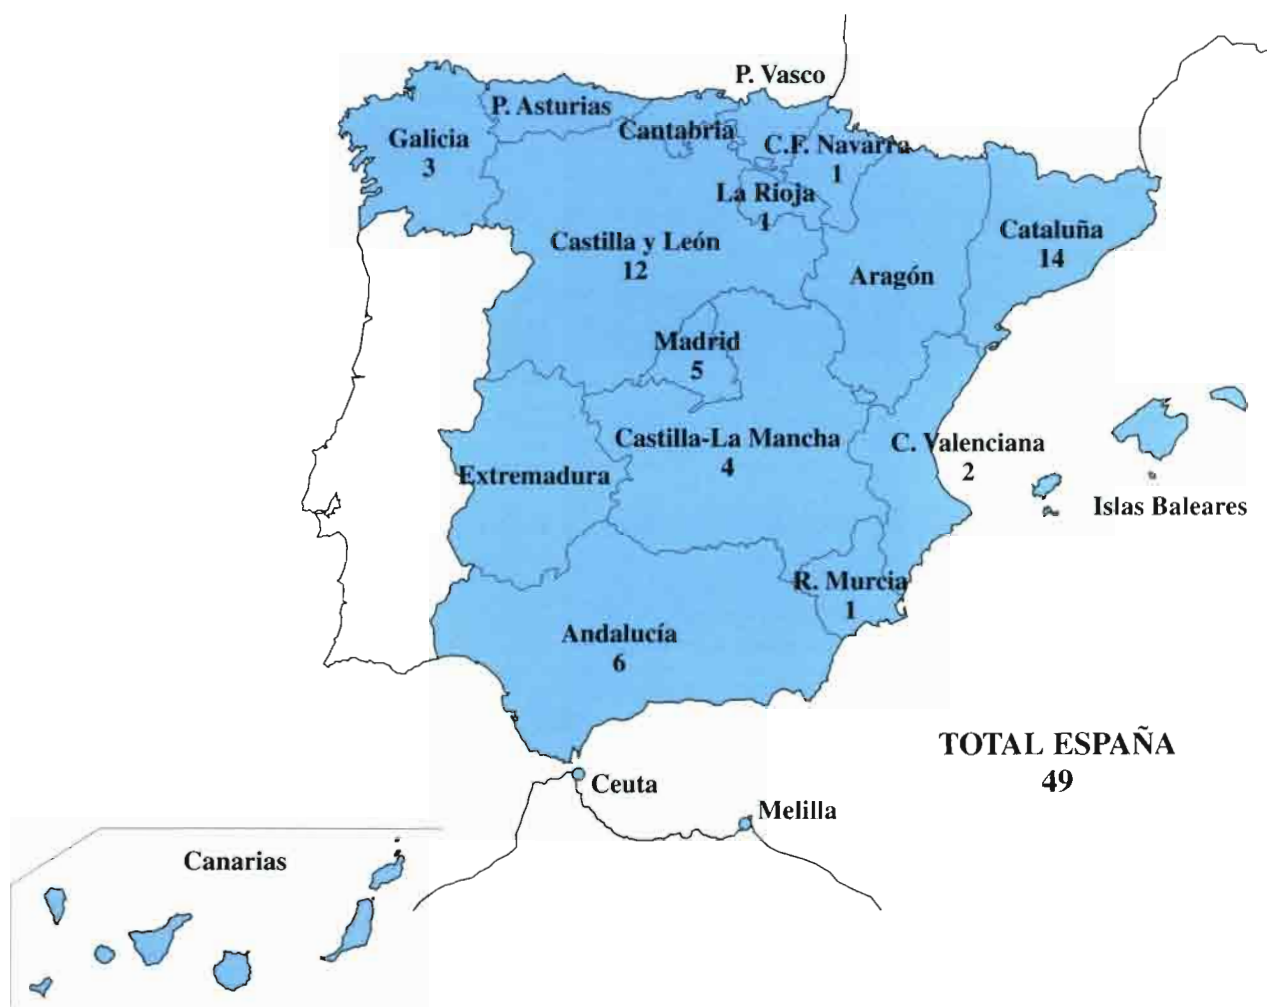 P. Vasco
P. Asturias
Cantabria
Galicia
3
C.F. Navarra
1
La Rioja
1
Castilla y León
12
Cataluña
14
Aragón
Madrid
5
Castilla-La Mancha
4
C. Valenciana
2
Extremadura
Islas Baleares
R. Murcia
1
Andalucía
6
TOTAL ESPAÑA
49
Ceuta
Melilla
Canarias